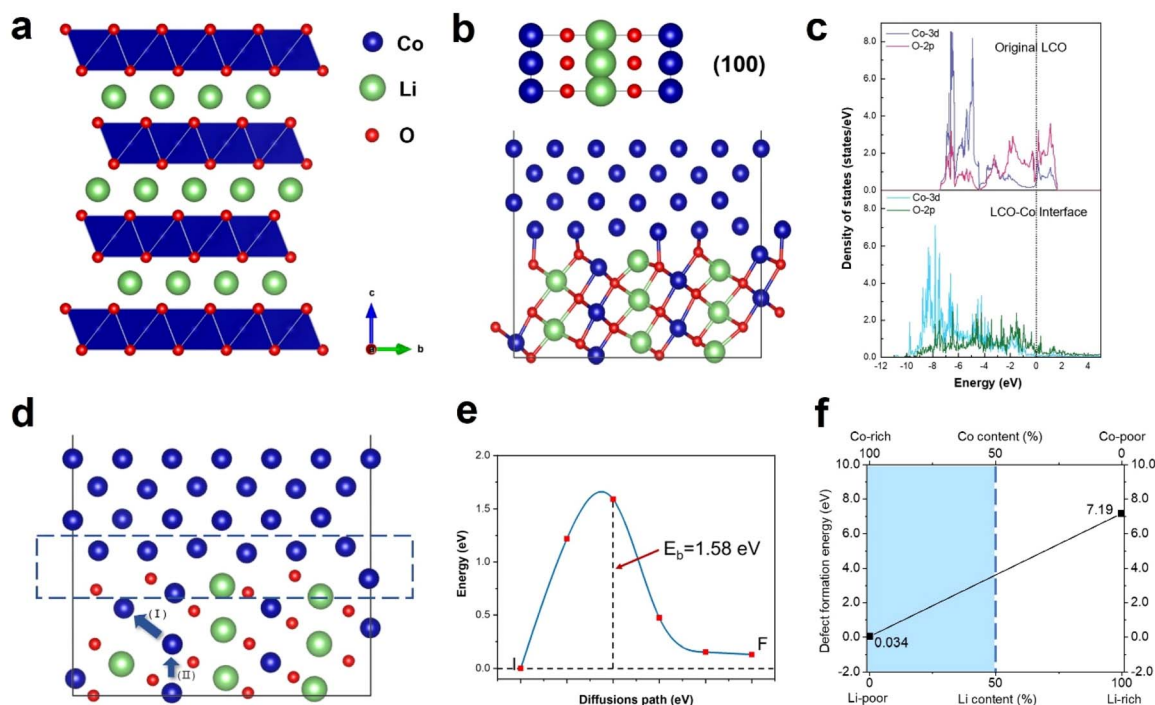 a
Co
Li
O
c
b
b
(100)
c
Co-3d
O-2p
Original LCO
8.0
6.0
4.0
2.0
0.0
Co-3d
O-2p
LCO-Co Interface
8.0
6.0
4.0
2.0
0.0
Density of states (states/eV)
-12 -10 -8 -6 -4 -2 0 2 4
Energy (eV)
d
(I)
(II)
e
2.0
1.5
1.0
0.5
0.0
Energy (eV)
I
E_b=1.58 eV
F
Diffusions path (eV)
f
Co-rich Co content (%) Co-poor
100 50 0
10.0 10.0
8.0 8.0
6.0 6.0
4.0 4.0
2.0 2.0
0.0 0.0
-2.0 -2.0
Defect formation energy (eV)
7.19
0.034
0 50 100
Li-poor Li content (%) Li-rich